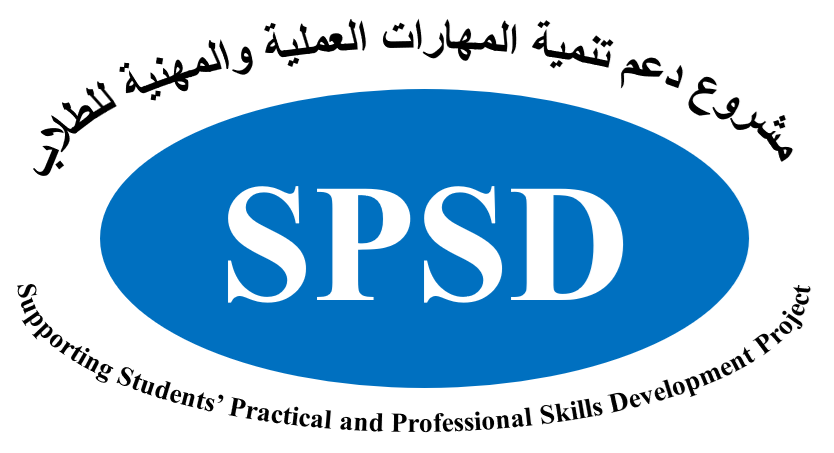 مشروع دعم تنمية المهارات العملية والمهنية للطلاب
SPSD
Supporting Students’ Practical and Professional Skills Development Project